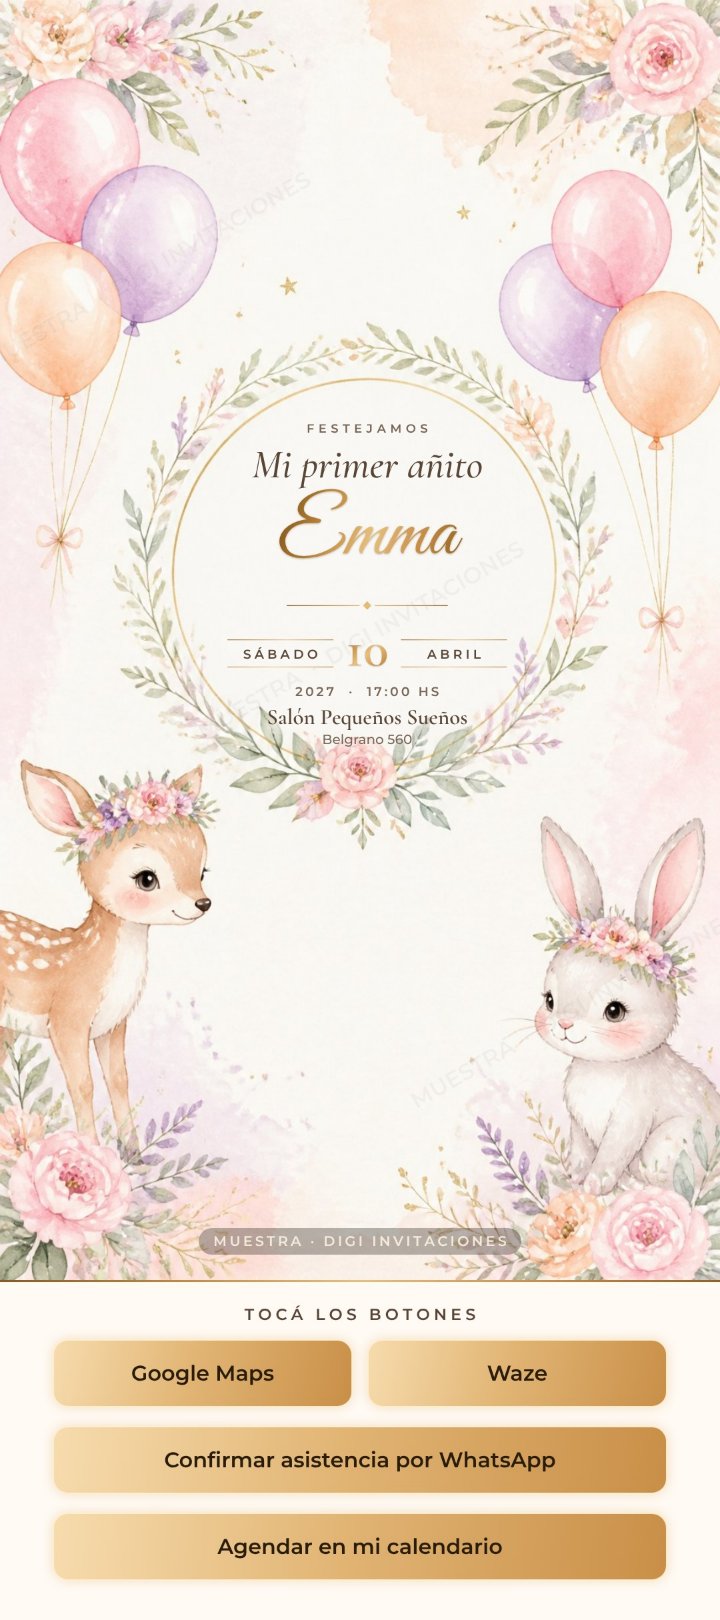 FESTEJAMOS
Mi primer añito
Emma
SÁBADO 10 ABRIL
2027 · 17:00 HS
Salón Pequeños Sueños
Belgrano 560
MUESTRA · DIGI INVITACIONES
TOCÁ LOS BOTONES
Google Maps Waze
Confirmar asistencia por WhatsApp
Agendar en mi calendario